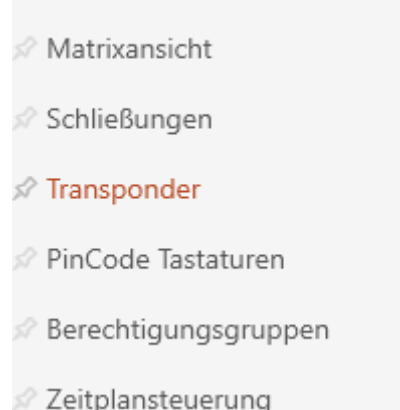 Matrixansicht
Schließungen
Transponder
PinCode Tastaturen
Berechtigungsgruppen
Zeitplansteuerung